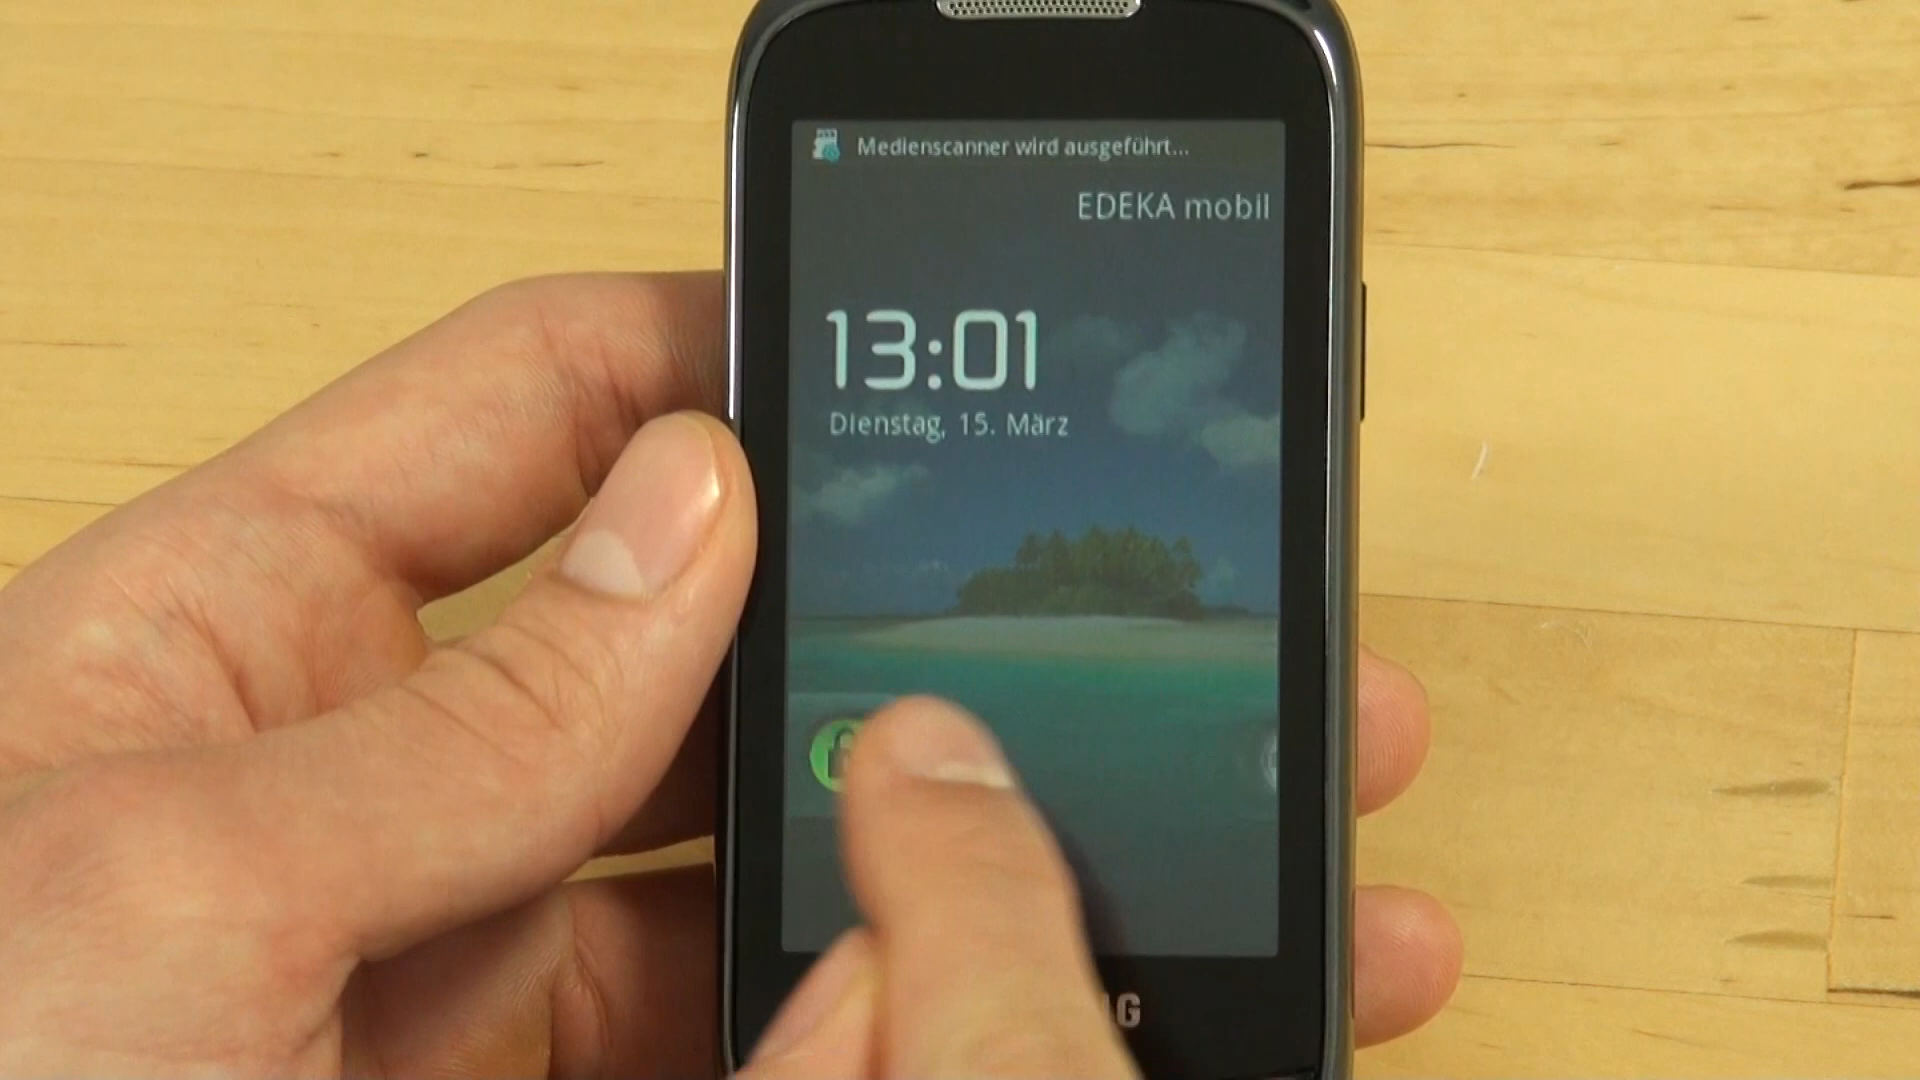 Medienscanner wird ausgeführt...
EDEKA mobil
13:01
Dienstag, 15. März